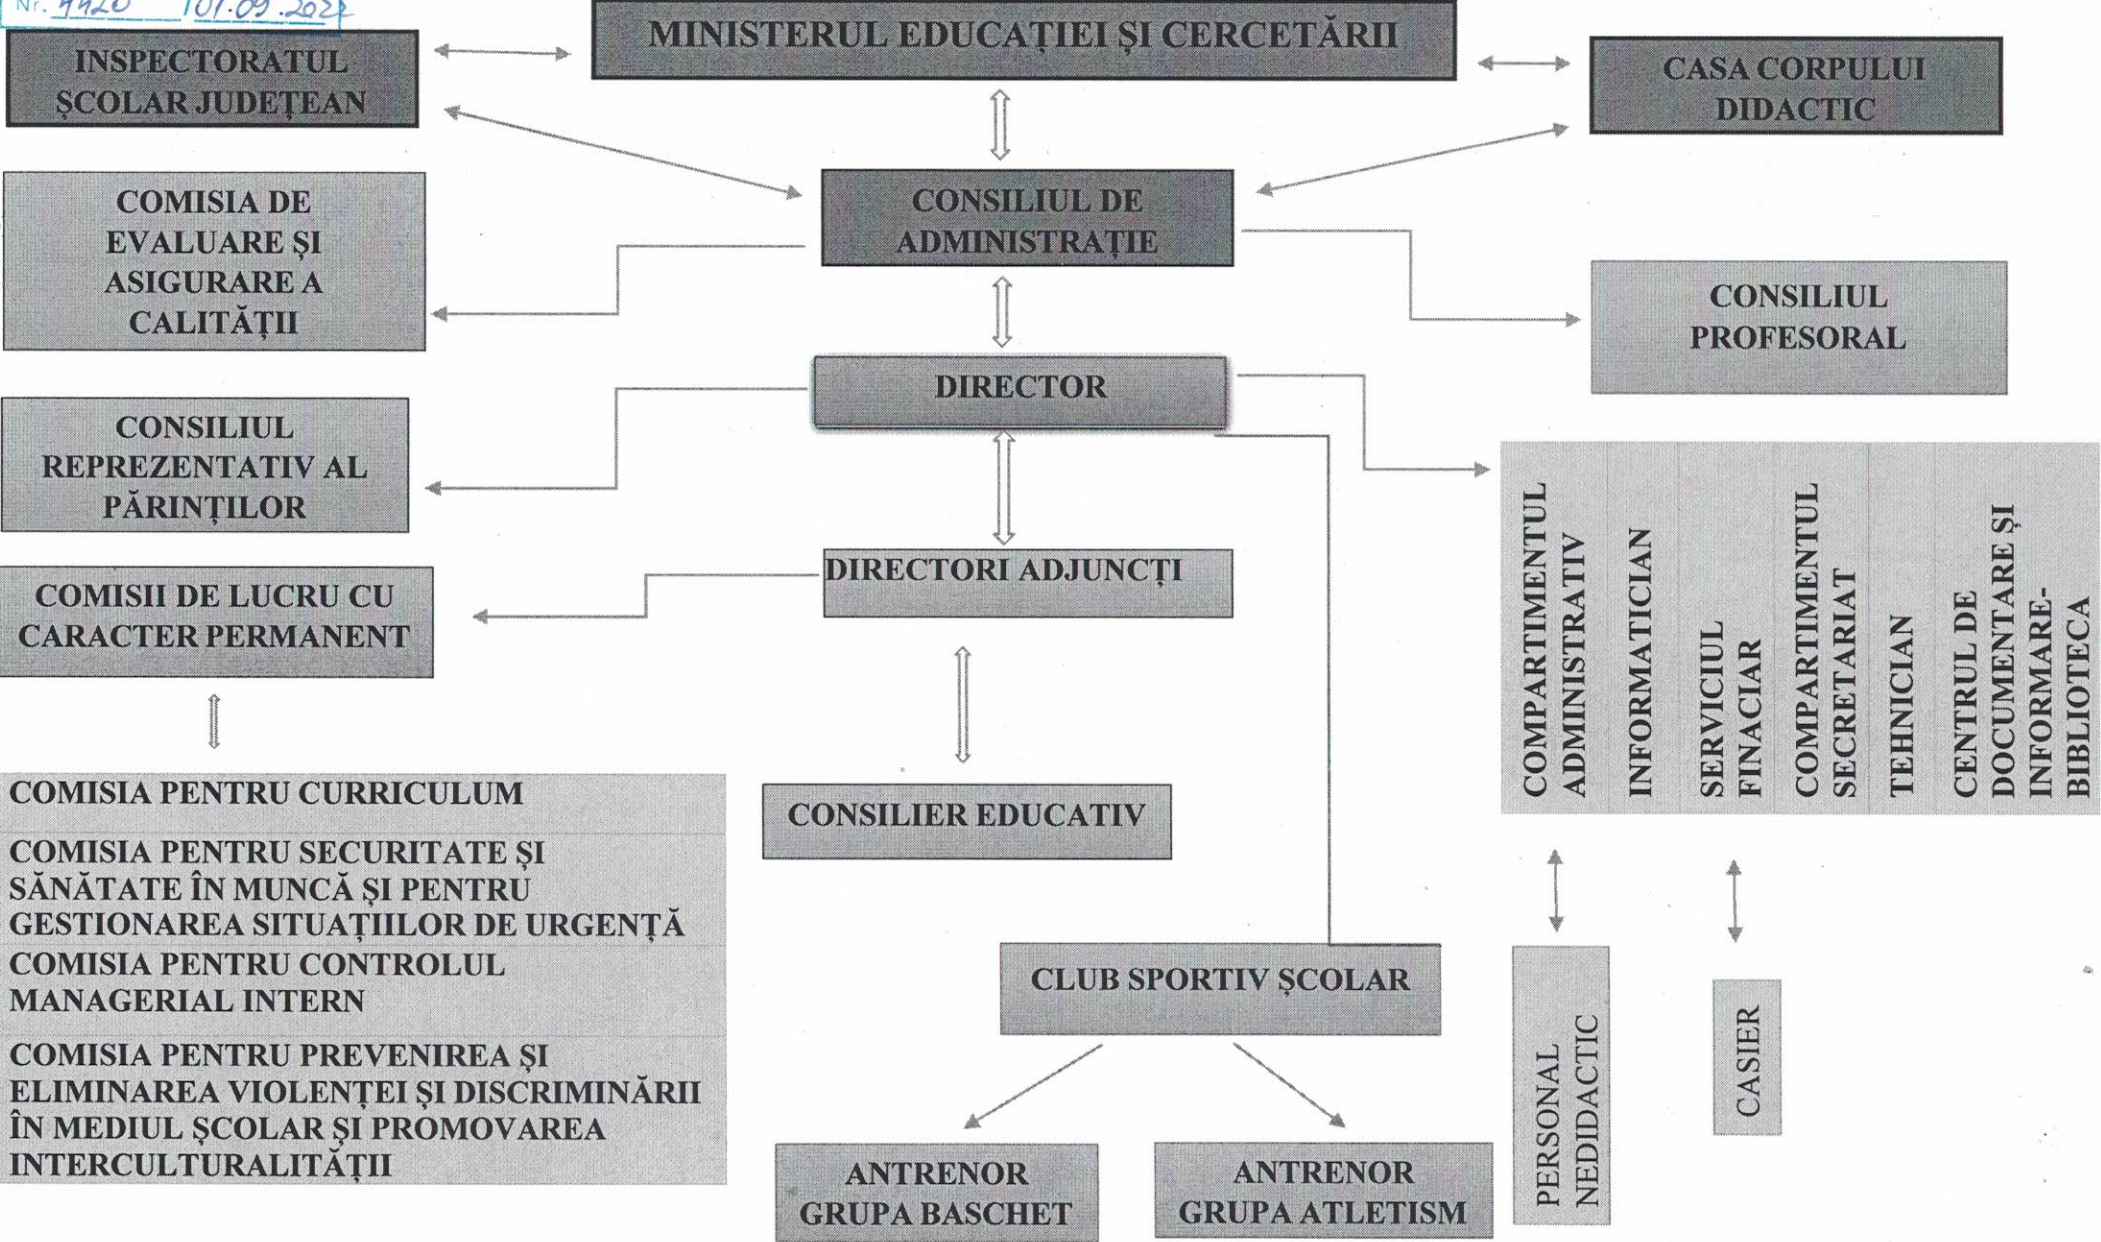 Nr. 4420 / 01.09.2022
MINISTERUL EDUCAȚIEI ȘI CERCETĂRII
INSPECTORATUL
ȘCOLAR JUDEȚEAN
CASA CORPULUI
DIDACTIC
CONSILIUL DE
ADMINISTRAȚIE
COMISIA DE
EVALUARE ȘI
ASIGURARE A
CALITĂȚII
CONSILIUL
PROFESORAL
DIRECTOR
CONSILIUL
REPREZENTATIV AL
PĂRINȚILOR
DIRECTORI ADJUNCȚI
COMISII DE LUCRU CU
CARACTER PERMANENT
COMPARTIMENTUL
ADMINISTRATIV
INFORMATICIAN
SERVICIUL
FINACIAR
COMPARTIMENTUL
SECRETARIAT
TEHNICIAN
CENTRUL DE
DOCUMENTARE ȘI
INFORMARE-
BIBLIOTECA
COMISIA PENTRU CURRICULUM
COMISIA PENTRU SECURITATE ȘI
SĂNĂTATE ÎN MUNCĂ ȘI PENTRU
GESTIONAREA SITUAȚIILOR DE URGENȚĂ
COMISIA PENTRU CONTROLUL
MANAGERIAL INTERN
COMISIA PENTRU PREVENIREA ȘI
ELIMINAREA VIOLENȚEI ȘI DISCRIMINĂRII
ÎN MEDIUL ȘCOLAR ȘI PROMOVAREA
INTERCULTURALITĂȚII
CONSILIER EDUCATIV
CLUB SPORTIV ȘCOLAR
ANTRENOR
GRUPA BASCHET
ANTRENOR
GRUPA ATLETISM
PERSONAL
NEDIDACTIC
CASIER